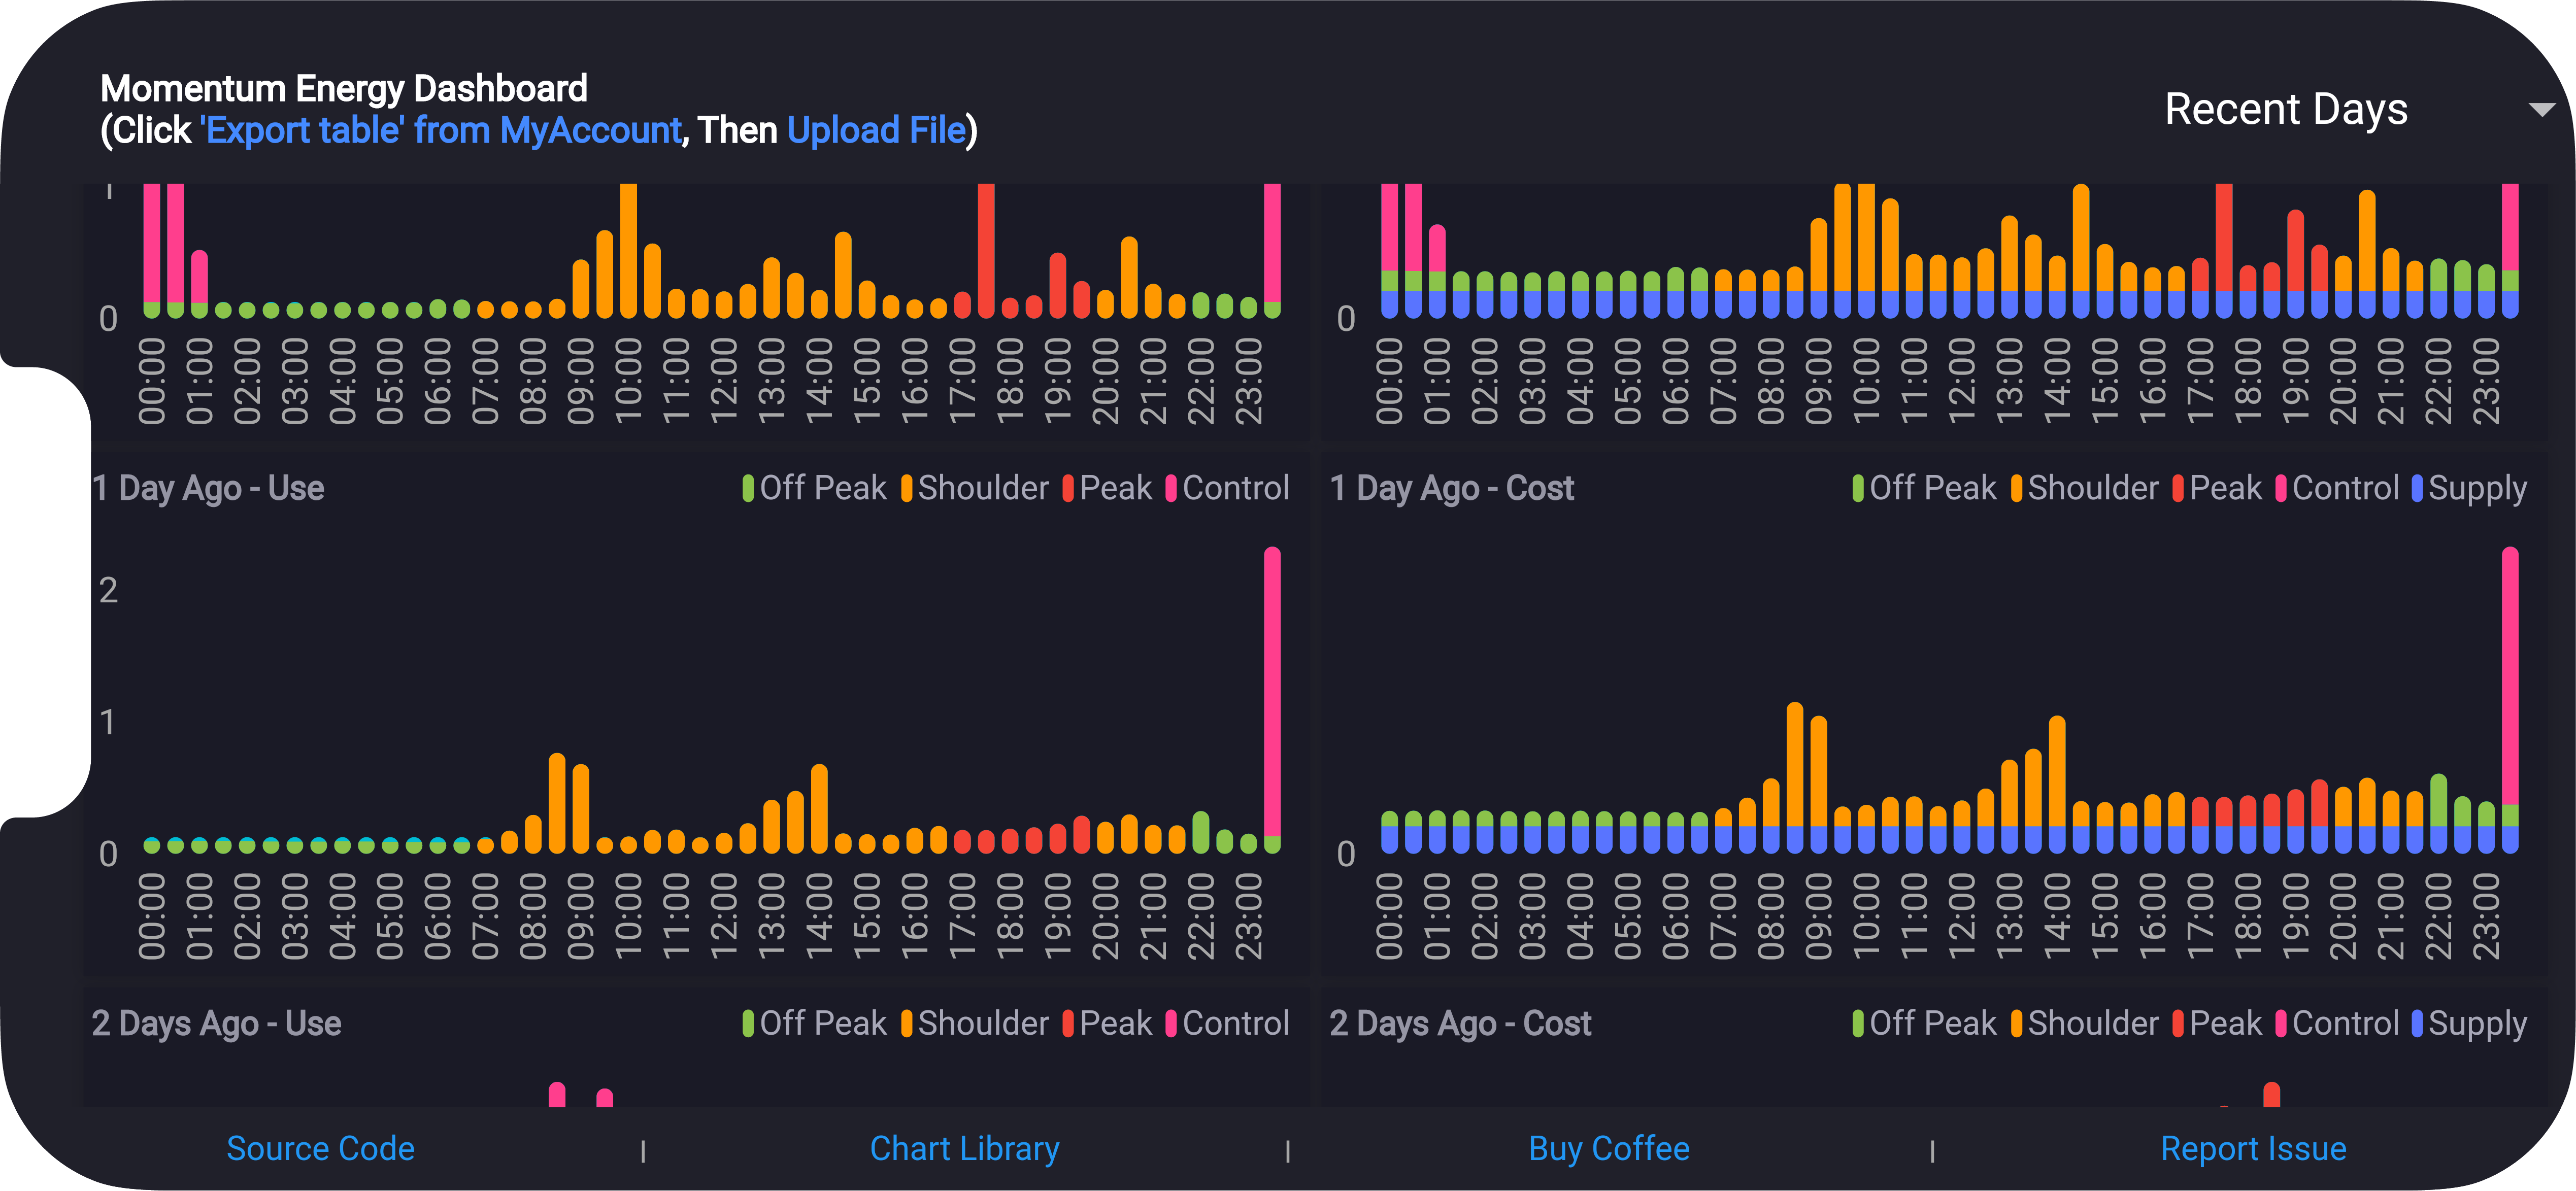 Momentum Energy Dashboard
(Click 'Export table' from MyAccount, Then Upload File)
Recent Days
0
00:00 01:00 02:00 03:00 04:00 05:00 06:00 07:00 08:00 09:00 10:00 11:00 12:00 13:00 14:00 15:00 16:00 17:00 18:00 19:00 20:00 21:00 22:00 23:00
0
00:00 01:00 02:00 03:00 04:00 05:00 06:00 07:00 08:00 09:00 10:00 11:00 12:00 13:00 14:00 15:00 16:00 17:00 18:00 19:00 20:00 21:00 22:00 23:00
1 Day Ago - Use
Off Peak Shoulder Peak Control
2
1
0
00:00 01:00 02:00 03:00 04:00 05:00 06:00 07:00 08:00 09:00 10:00 11:00 12:00 13:00 14:00 15:00 16:00 17:00 18:00 19:00 20:00 21:00 22:00 23:00
1 Day Ago - Cost
Off Peak Shoulder Peak Control Supply
0
00:00 01:00 02:00 03:00 04:00 05:00 06:00 07:00 08:00 09:00 10:00 11:00 12:00 13:00 14:00 15:00 16:00 17:00 18:00 19:00 20:00 21:00 22:00 23:00
2 Days Ago - Use
Off Peak Shoulder Peak Control
2 Days Ago - Cost
Off Peak Shoulder Peak Control Supply
Source Code | Chart Library | Buy Coffee | Report Issue